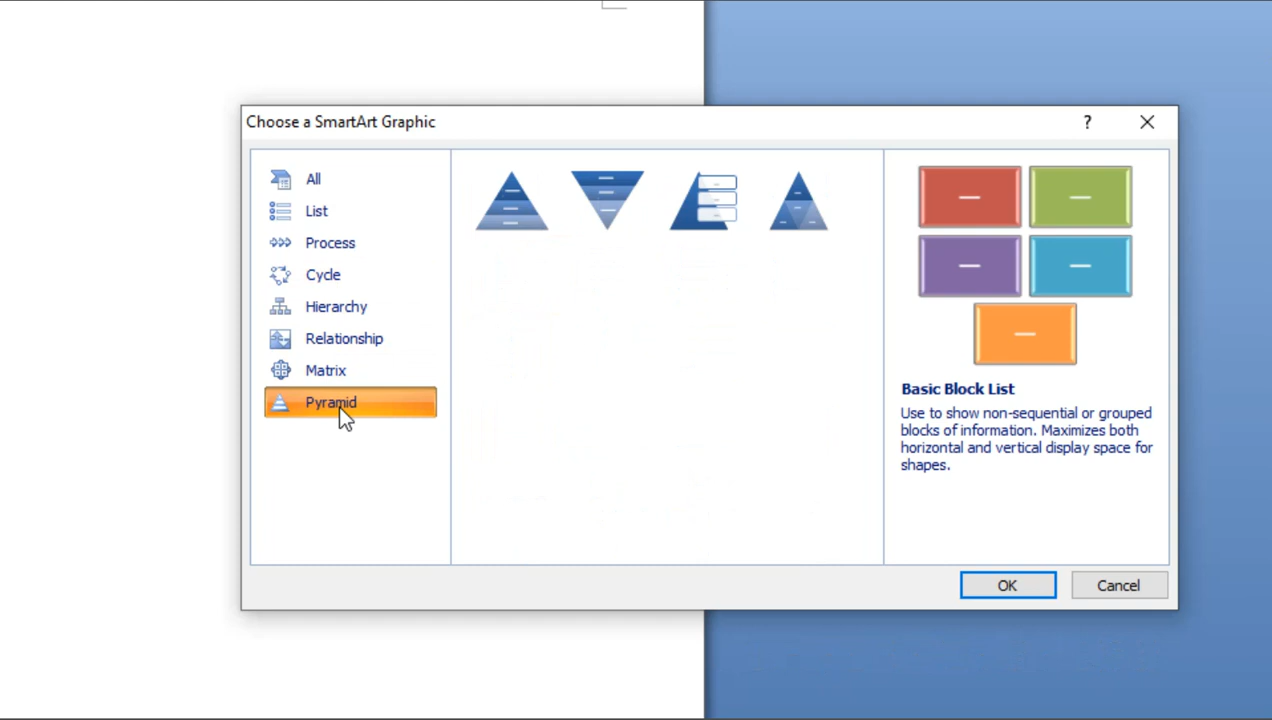 Choose a SmartArt Graphic
?
All
List
Process
Cycle
Hierarchy
Relationship
Matrix
Pyramid
Basic Block List
Use to show non-sequential or grouped
blocks of information. Maximizes both
horizontal and vertical display space for
shapes.
OK
Cancel